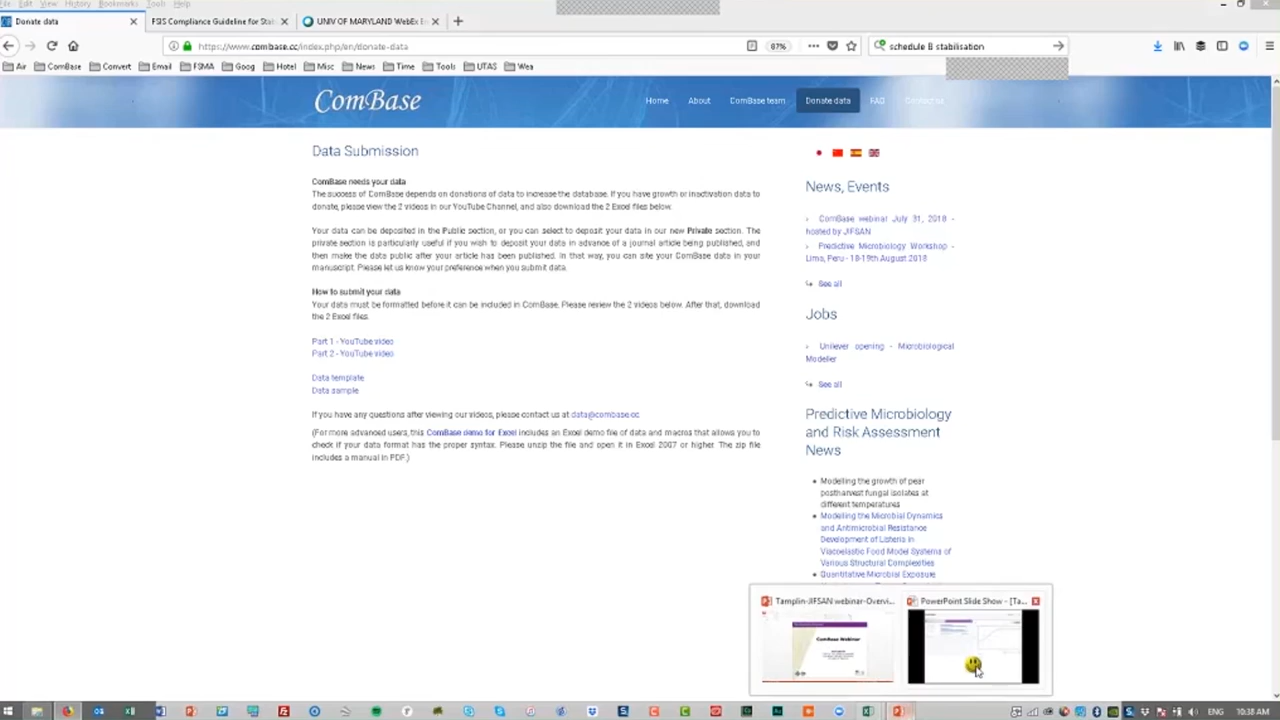 File Edit View History Bookmarks Tools Help
Donate data
FSIS Compliance Guideline for Stab
UNIV OF MARYLAND WebEx E
https://www.combase.cc/index.php/en/donate-data
67%
schedule B stabilisation
Air ComBase Convert Email FSMA Goog Hotel Misc News Time Tools UTAS Wea
ComBase
Home About ComBase team Donate data FAQ Contact us
Data Submission
ComBase needs your data
The success of ComBase depends on donations of data to increase the database. If you have growth or inactivation data to
donate, please view the 2 videos in our YouTube Channel, and also download the 2 Excel files below.
Your data can be deposited in the Public section, or you can select to deposit your data in our new Private section. The
private section is particularly useful if you wish to deposit your data in advance of a journal article being published, and
then make the data public after your article has been published. In that way, you can site your ComBase data in your
manuscript. Please let us know your preference when you submit data.
How to submit your data
Your data must be formatted before it can be included in ComBase. Please review the 2 videos below. After that, download
the 2 Excel files.
Part 1 - YouTube video
Part 2 - YouTube video
Data template
Data sample
If you have any questions after viewing our videos, please contact us at data@combase.cc.
(For more advanced users, this ComBase demo for Excel includes an Excel demo file of data and macros that allows you to
check if your data format has the proper syntax. Please unzip the file and open it in Excel 2007 or higher. The zip file
includes a manual in PDF.)
News, Events
ComBase webinar July 31, 2018 -
hosted by JIFSAN
Predictive Microbiology Workshop -
Lima, Peru - 18-19th August 2018
See all
Jobs
Unilever opening - Microbiological
Modeller
See all
Predictive Microbiology
and Risk Assessment
News
Modelling the growth of pear
postharvest fungal isolates at
different temperatures
Modelling the Microbial Dynamics
and Antimicrobial Resistance
Development of Listeria in
Viscoelastic Food Model Systems of
Various Structural Complexities
Quantitative Microbial Exposure
Tamplin-JIFSAN webinar-Overvi...
PowerPoint Slide Show - [Ta...
ComBase Webinar
ENG 10:38 AM